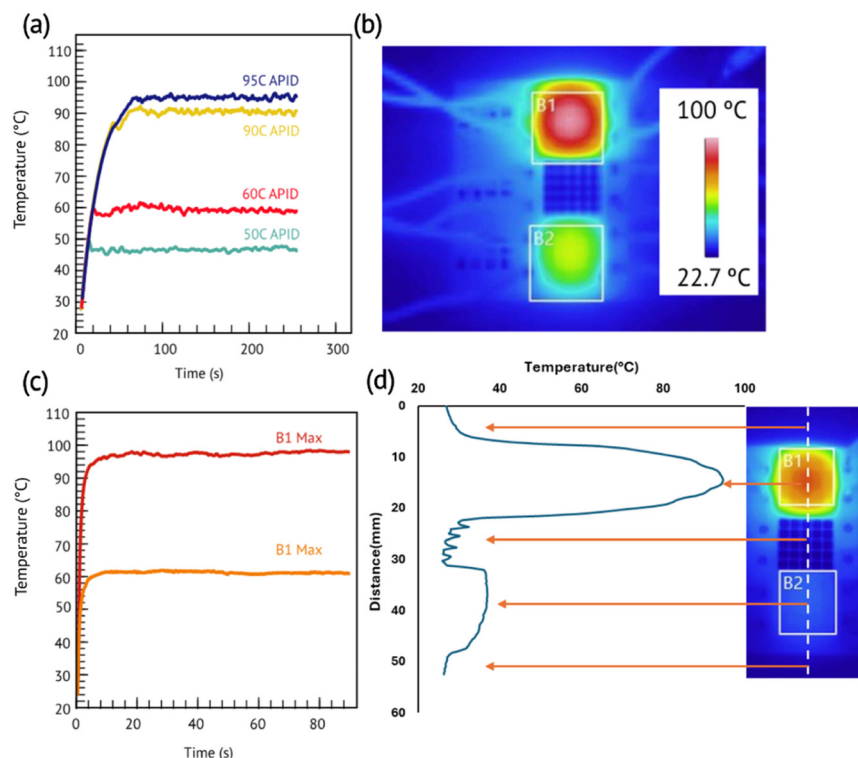 (a)
110
100
90
80
70
60
50
40
30
20
Temperature (°C)
95C APID
90C APID
60C APID
50C APID
0
100
200
300
Time (s)
(b)
B1
B2
100 °C
22.7 °C
(c)
110
100
90
80
70
60
50
40
30
20
Temperature (°C)
B1 Max
B1 Max
0
20
40
60
80
Time (s)
(d)
Temperature(°C)
20
40
60
80
100
0
10
20
30
40
50
60
Distance(mm)
B1
B2